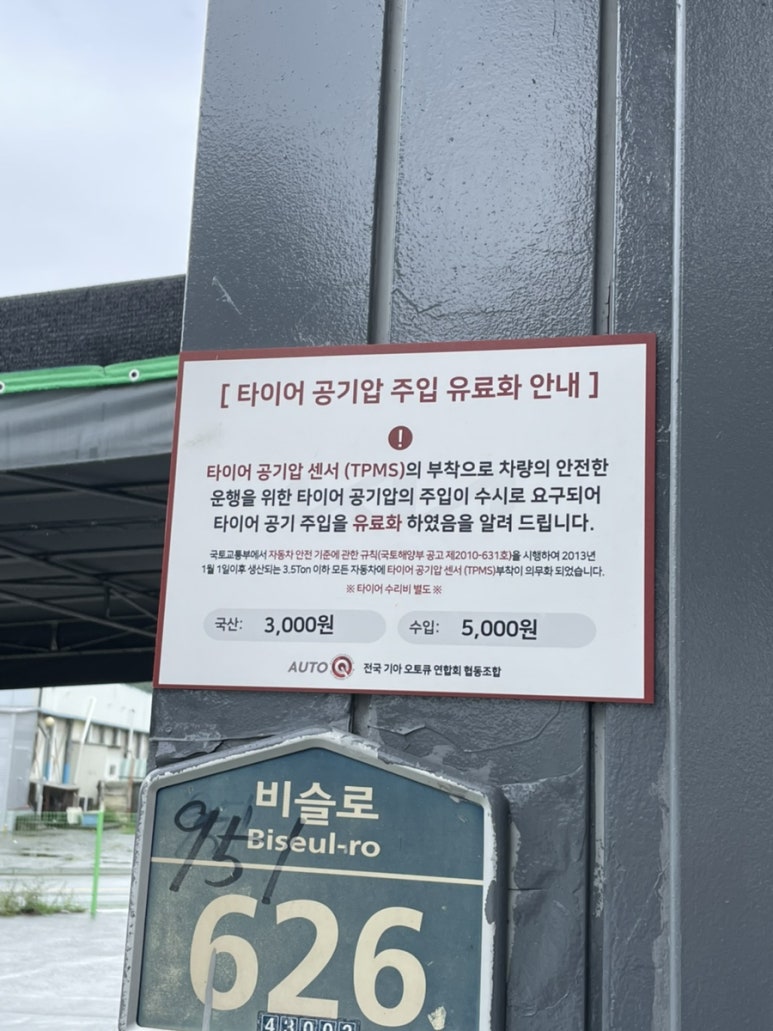 [ 타이어 공기압 주입 유료화 안내 ]
!
타이어 공기압 센서 (TPMS)의 부착으로 차량의 안전한
운행을 위한 타이어 공기압의 주입이 수시로 요구되어
타이어 공기 주입을 유료화 하였음을 알려 드립니다.
국토교통부에서 자동차 안전 기준에 관한 규칙(국토해양부 공고 제2010-631호)을 시행하여 2013년
1월 1일이후 생산되는 3.5Ton 이하 모든 자동차에 타이어 공기압 센서 (TPMS)부착이 의무화 되었습니다.
※ 타이어 수리비 별도 ※
국산: 3,000원 수입: 5,000원
AUTO Q 전국 기아 오토큐 연합회 협동조합
비슬로
Biseul-ro
951
626